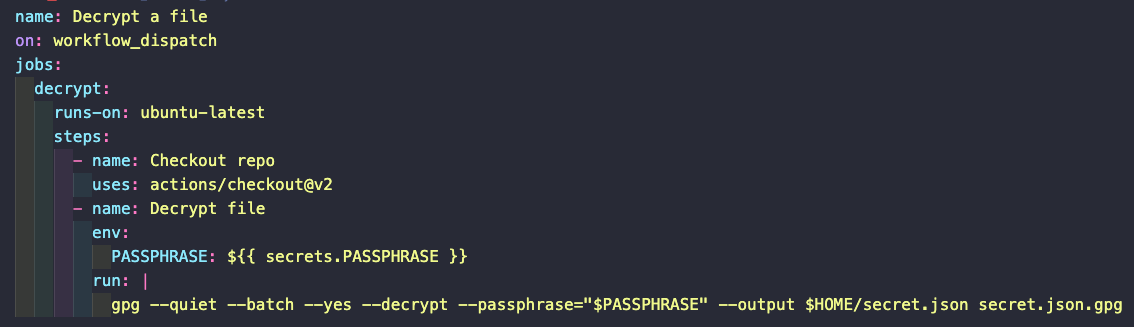 name: Decrypt a file
on: workflow_dispatch
jobs:
  decrypt:
    runs-on: ubuntu-latest
    steps:
      - name: Checkout repo
        uses: actions/checkout@v2
      - name: Decrypt file
        env:
          PASSPHRASE: ${{ secrets.PASSPHRASE }}
        run: |
          gpg --quiet --batch --yes --decrypt --passphrase="$PASSPHRASE" --output $HOME/secret.json secret.json.gpg